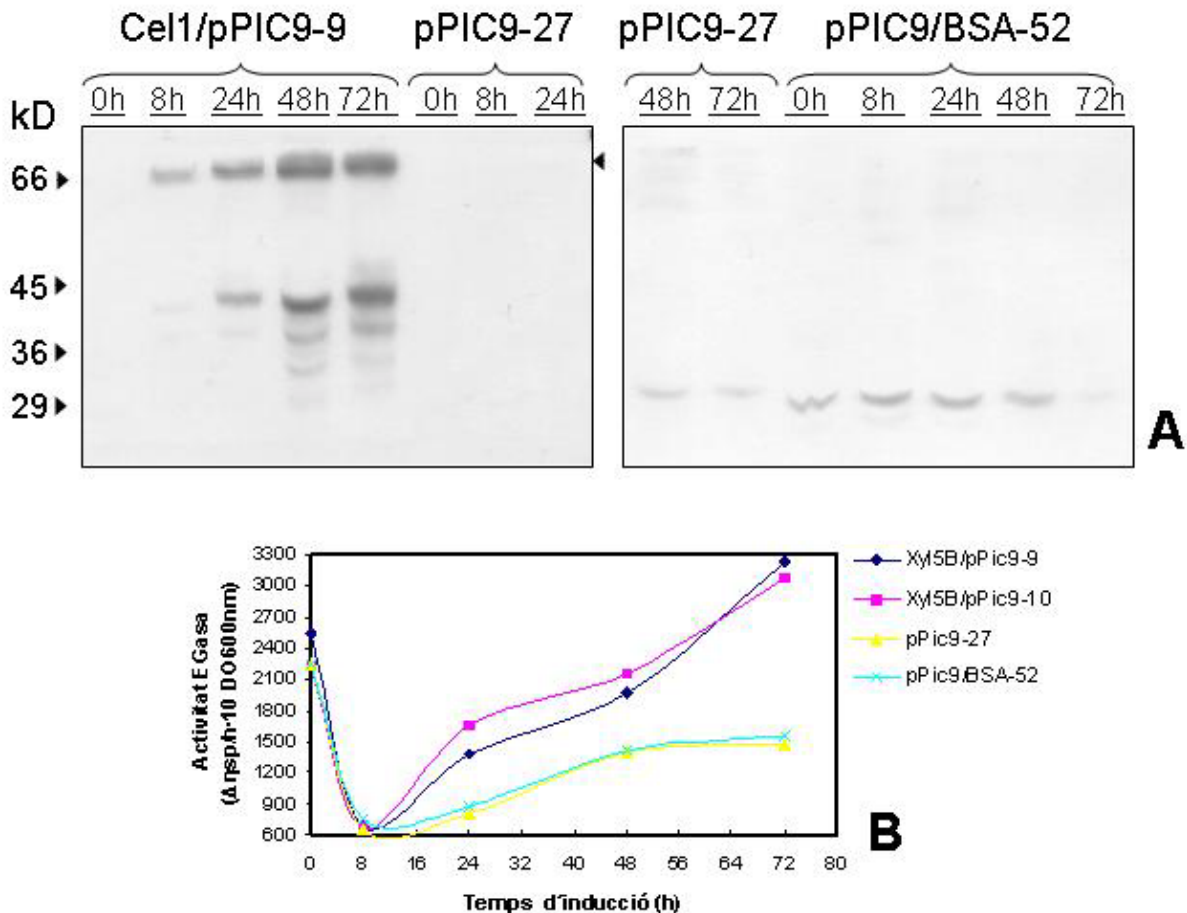 Cel1/pPIC9-9 pPIC9-27 pPIC9-27 pPIC9/BSA-52
0h 8h 24h 48h 72h 0h 8h 24h 48h 72h 0h 8h 24h 48h 72h
kD
66
45
36
29
A
3300
3000
2700
2400
2100
1800
1500
1200
900
600
0 8 16 24 32 40 48 56 64 72 80
Activitat EGasa
(Δηsp/h·10 DO600nm)
Temps d´inducció (h)
Xyl5B/pPic9-9
Xyl5B/pPic9-10
pPic9-27
pPic9/BSA-52
B